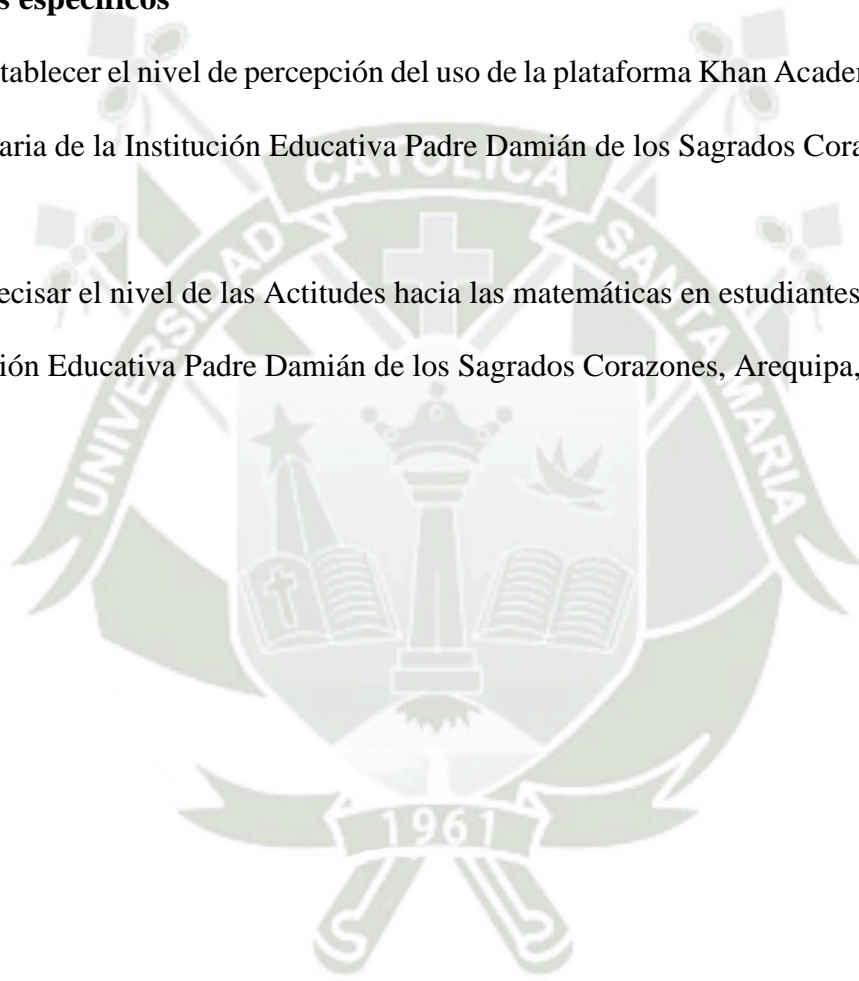 s específicos
tablecer el nivel de percepción del uso de la plataforma Khan Acade
aria de la Institución Educativa Padre Damián de los Sagrados Cora
ecisar el nivel de las Actitudes hacia las matemáticas en estudiantes
ión Educativa Padre Damián de los Sagrados Corazones, Arequipa,
UNIVERSIDAD CATOLICA SANTA MARIA
1961